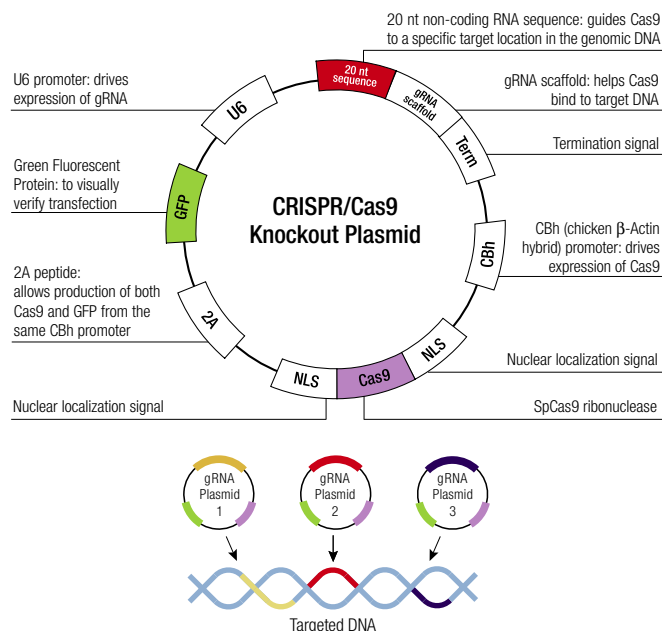 20 nt non-coding RNA sequence: guides Cas9
to a specific target location in the genomic DNA
U6 promoter: drives
expression of gRNA
20 nt
sequence
gRNA
scaffold
gRNA scaffold: helps Cas9
bind to target DNA
U6
Term
Termination signal
Green Fluorescent
Protein: to visually
verify transfection
GFP
CRISPR/Cas9
Knockout Plasmid
CBh
CBh (chicken β-Actin
hybrid) promoter: drives
expression of Cas9
2A peptide:
allows production of both
Cas9 and GFP from the
same CBh promoter
2A
NLS
Cas9
NLS
Nuclear localization signal
Nuclear localization signal
SpCas9 ribonuclease
gRNA
Plasmid
1
gRNA
Plasmid
2
gRNA
Plasmid
3
Targeted DNA